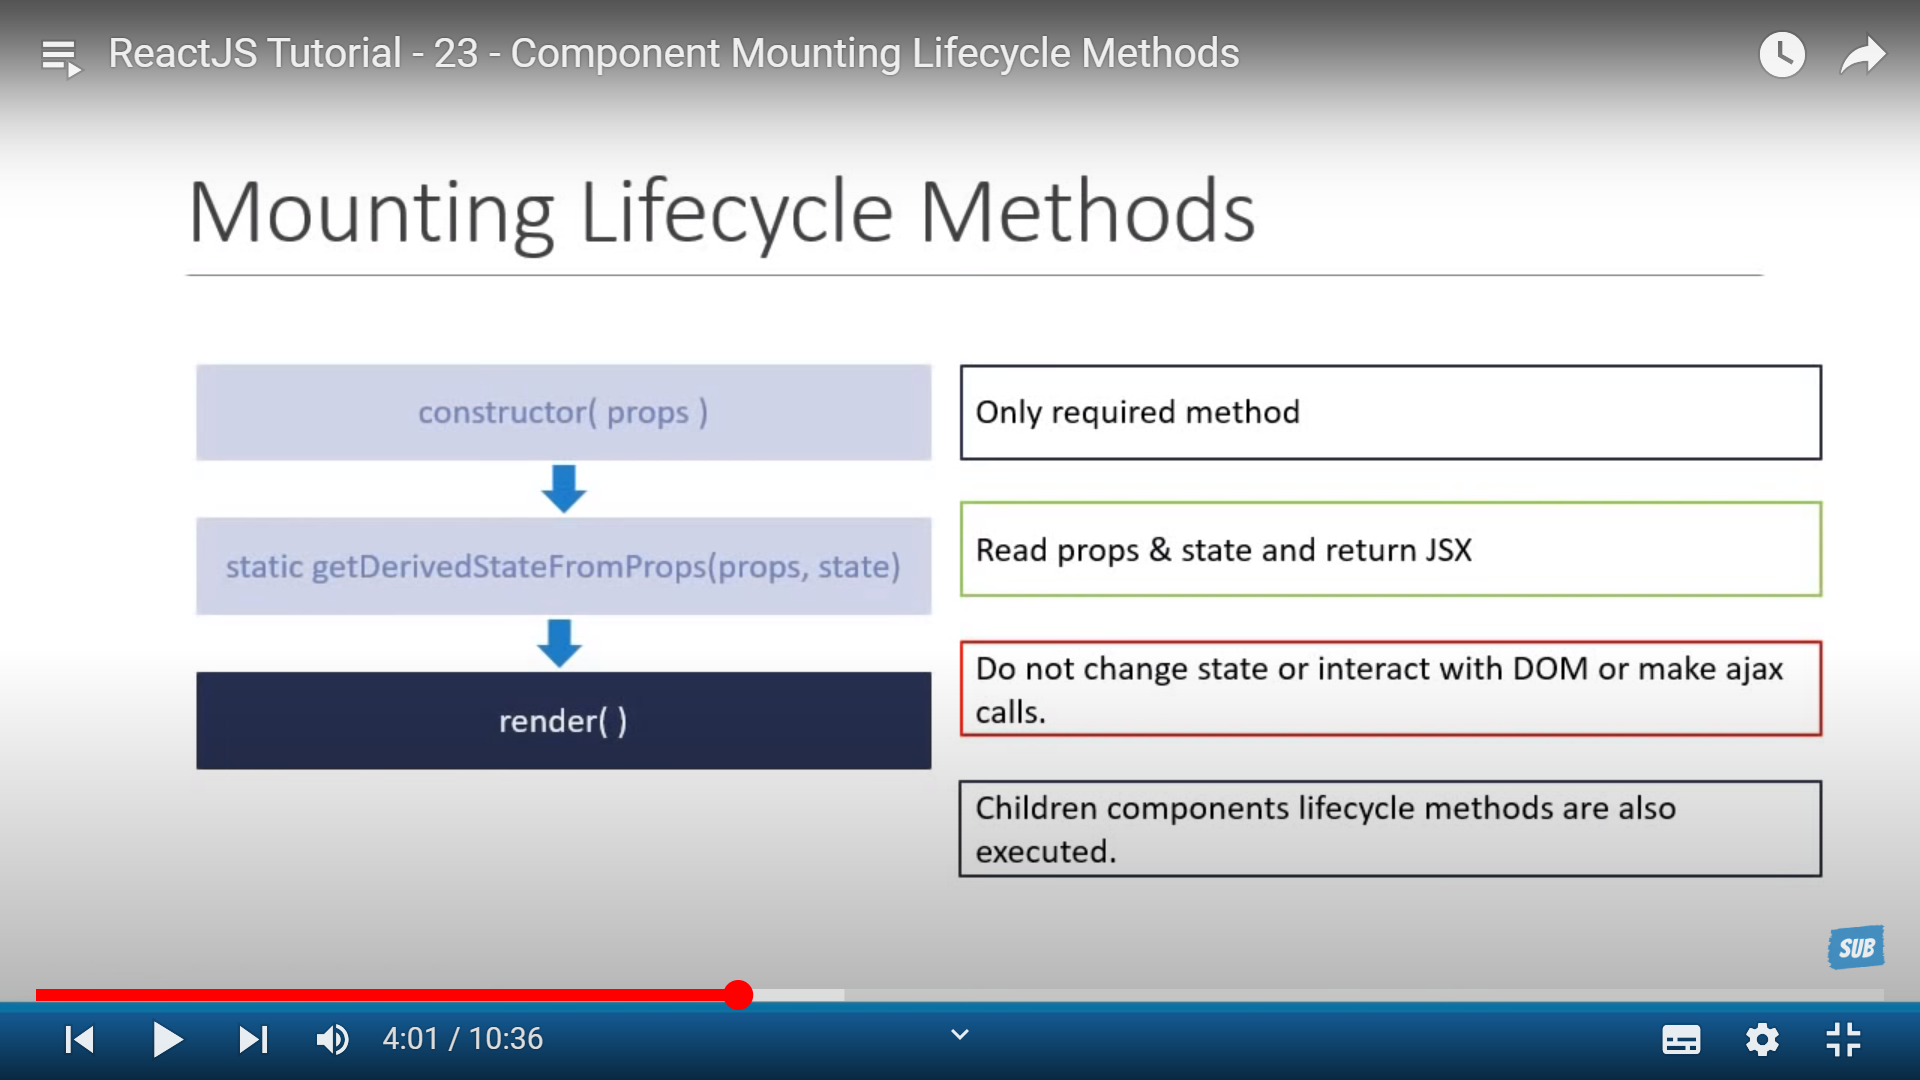 ReactJS Tutorial - 23 - Component Mounting Lifecycle Methods
Mounting Lifecycle Methods
constructor( props )
static getDerivedStateFromProps(props, state)
render( )
Only required method
Read props & state and return JSX
Do not change state or interact with DOM or make ajax
calls.
Children components lifecycle methods are also
executed.
SUB
4:01 / 10:36